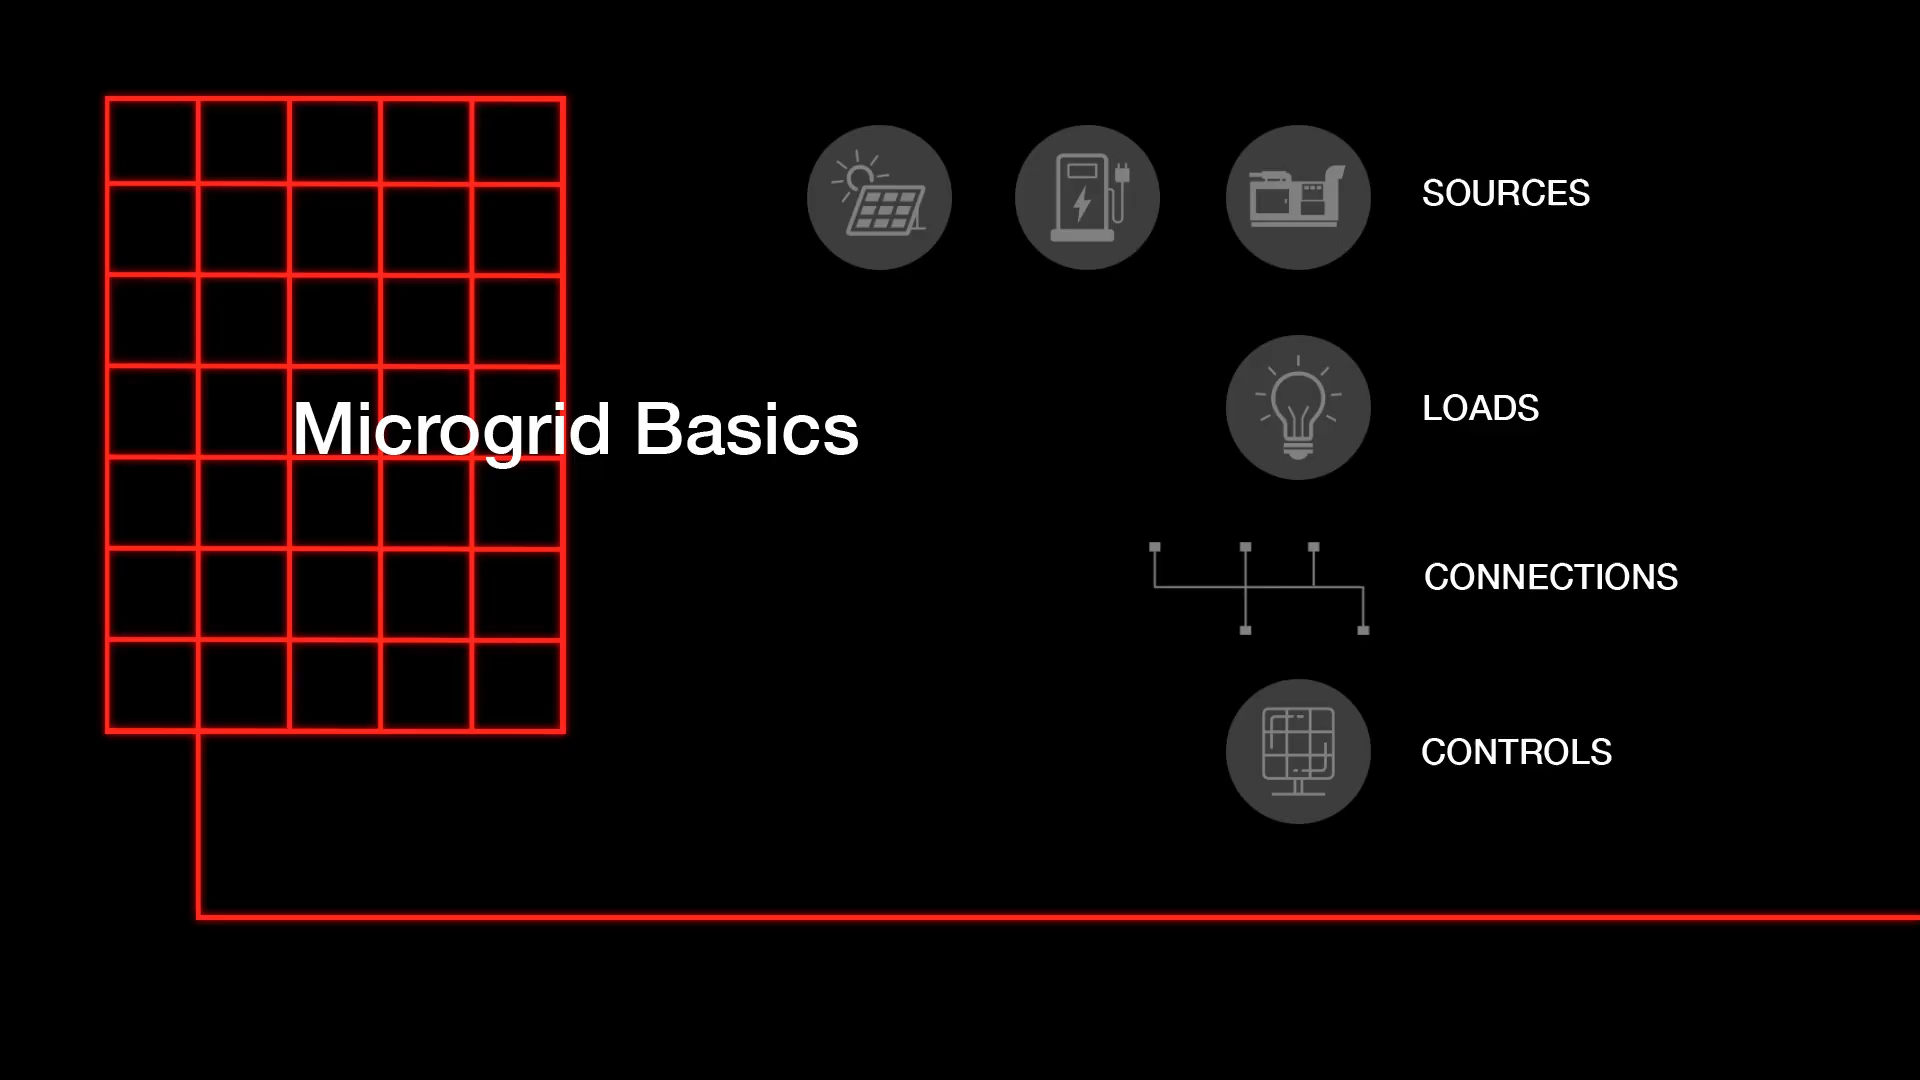 Microgrid Basics
SOURCES
LOADS
CONNECTIONS
CONTROLS